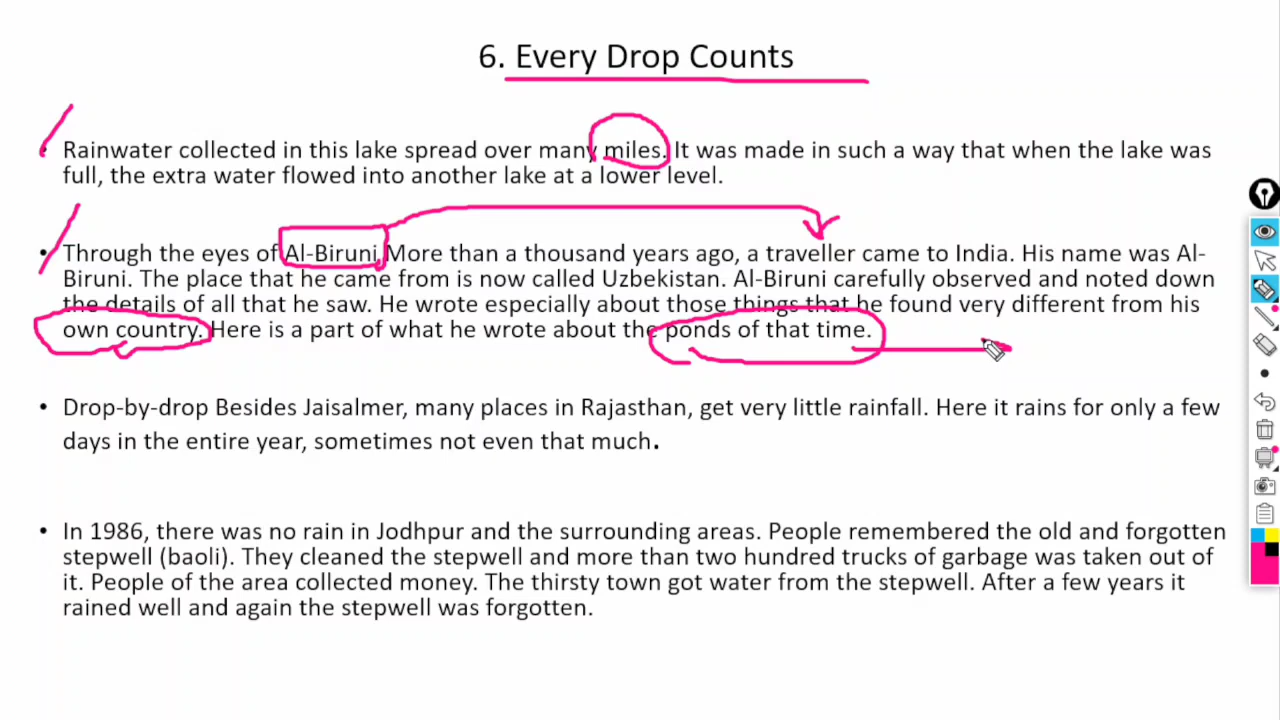 6. Every Drop Counts
• Rainwater collected in this lake spread over many miles. It was made in such a way that when the lake was
full, the extra water flowed into another lake at a lower level.
• Through the eyes of Al-Biruni More than a thousand years ago, a traveller came to India. His name was Al-
Biruni. The place that he came from is now called Uzbekistan. Al-Biruni carefully observed and noted down
the details of all that he saw. He wrote especially about those things that he found very different from his
own country. Here is a part of what he wrote about the ponds of that time.
• Drop-by-drop Besides Jaisalmer, many places in Rajasthan, get very little rainfall. Here it rains for only a few
days in the entire year, sometimes not even that much.
• In 1986, there was no rain in Jodhpur and the surrounding areas. People remembered the old and forgotten
stepwell (baoli). They cleaned the stepwell and more than two hundred trucks of garbage was taken out of
it. People of the area collected money. The thirsty town got water from the stepwell. After a few years it
rained well and again the stepwell was forgotten.